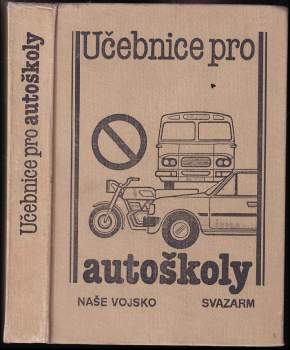 Učebnice pro autoškoly
Učebnice pro
autoškoly
NAŠE VOJSKO SVAZARM